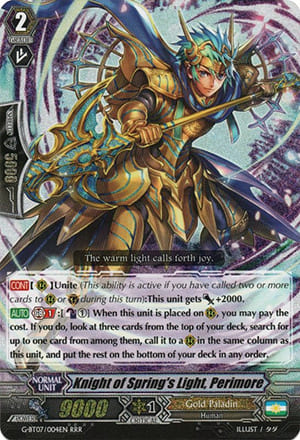 2
5000
The warm light calls forth joy.
CONT [ ]Unite (This ability is active if you have called two or more
cards to or during this turn):This unit gets +2000.
AUTO [ 1] [ ①] When this unit is placed on , you may pay the
cost. If you do, look at three cards from the top of your deck, search for
up to one card from among them, call it to a in the same column as
this unit, and put the rest on the bottom of your deck in any order.
NORMAL
UNIT
Knight of Spring's Light, Perimore
9000
1
CRITICAL
Gold Paladin
Human
G-BT07/004EN RRR
ILLUST / タダ